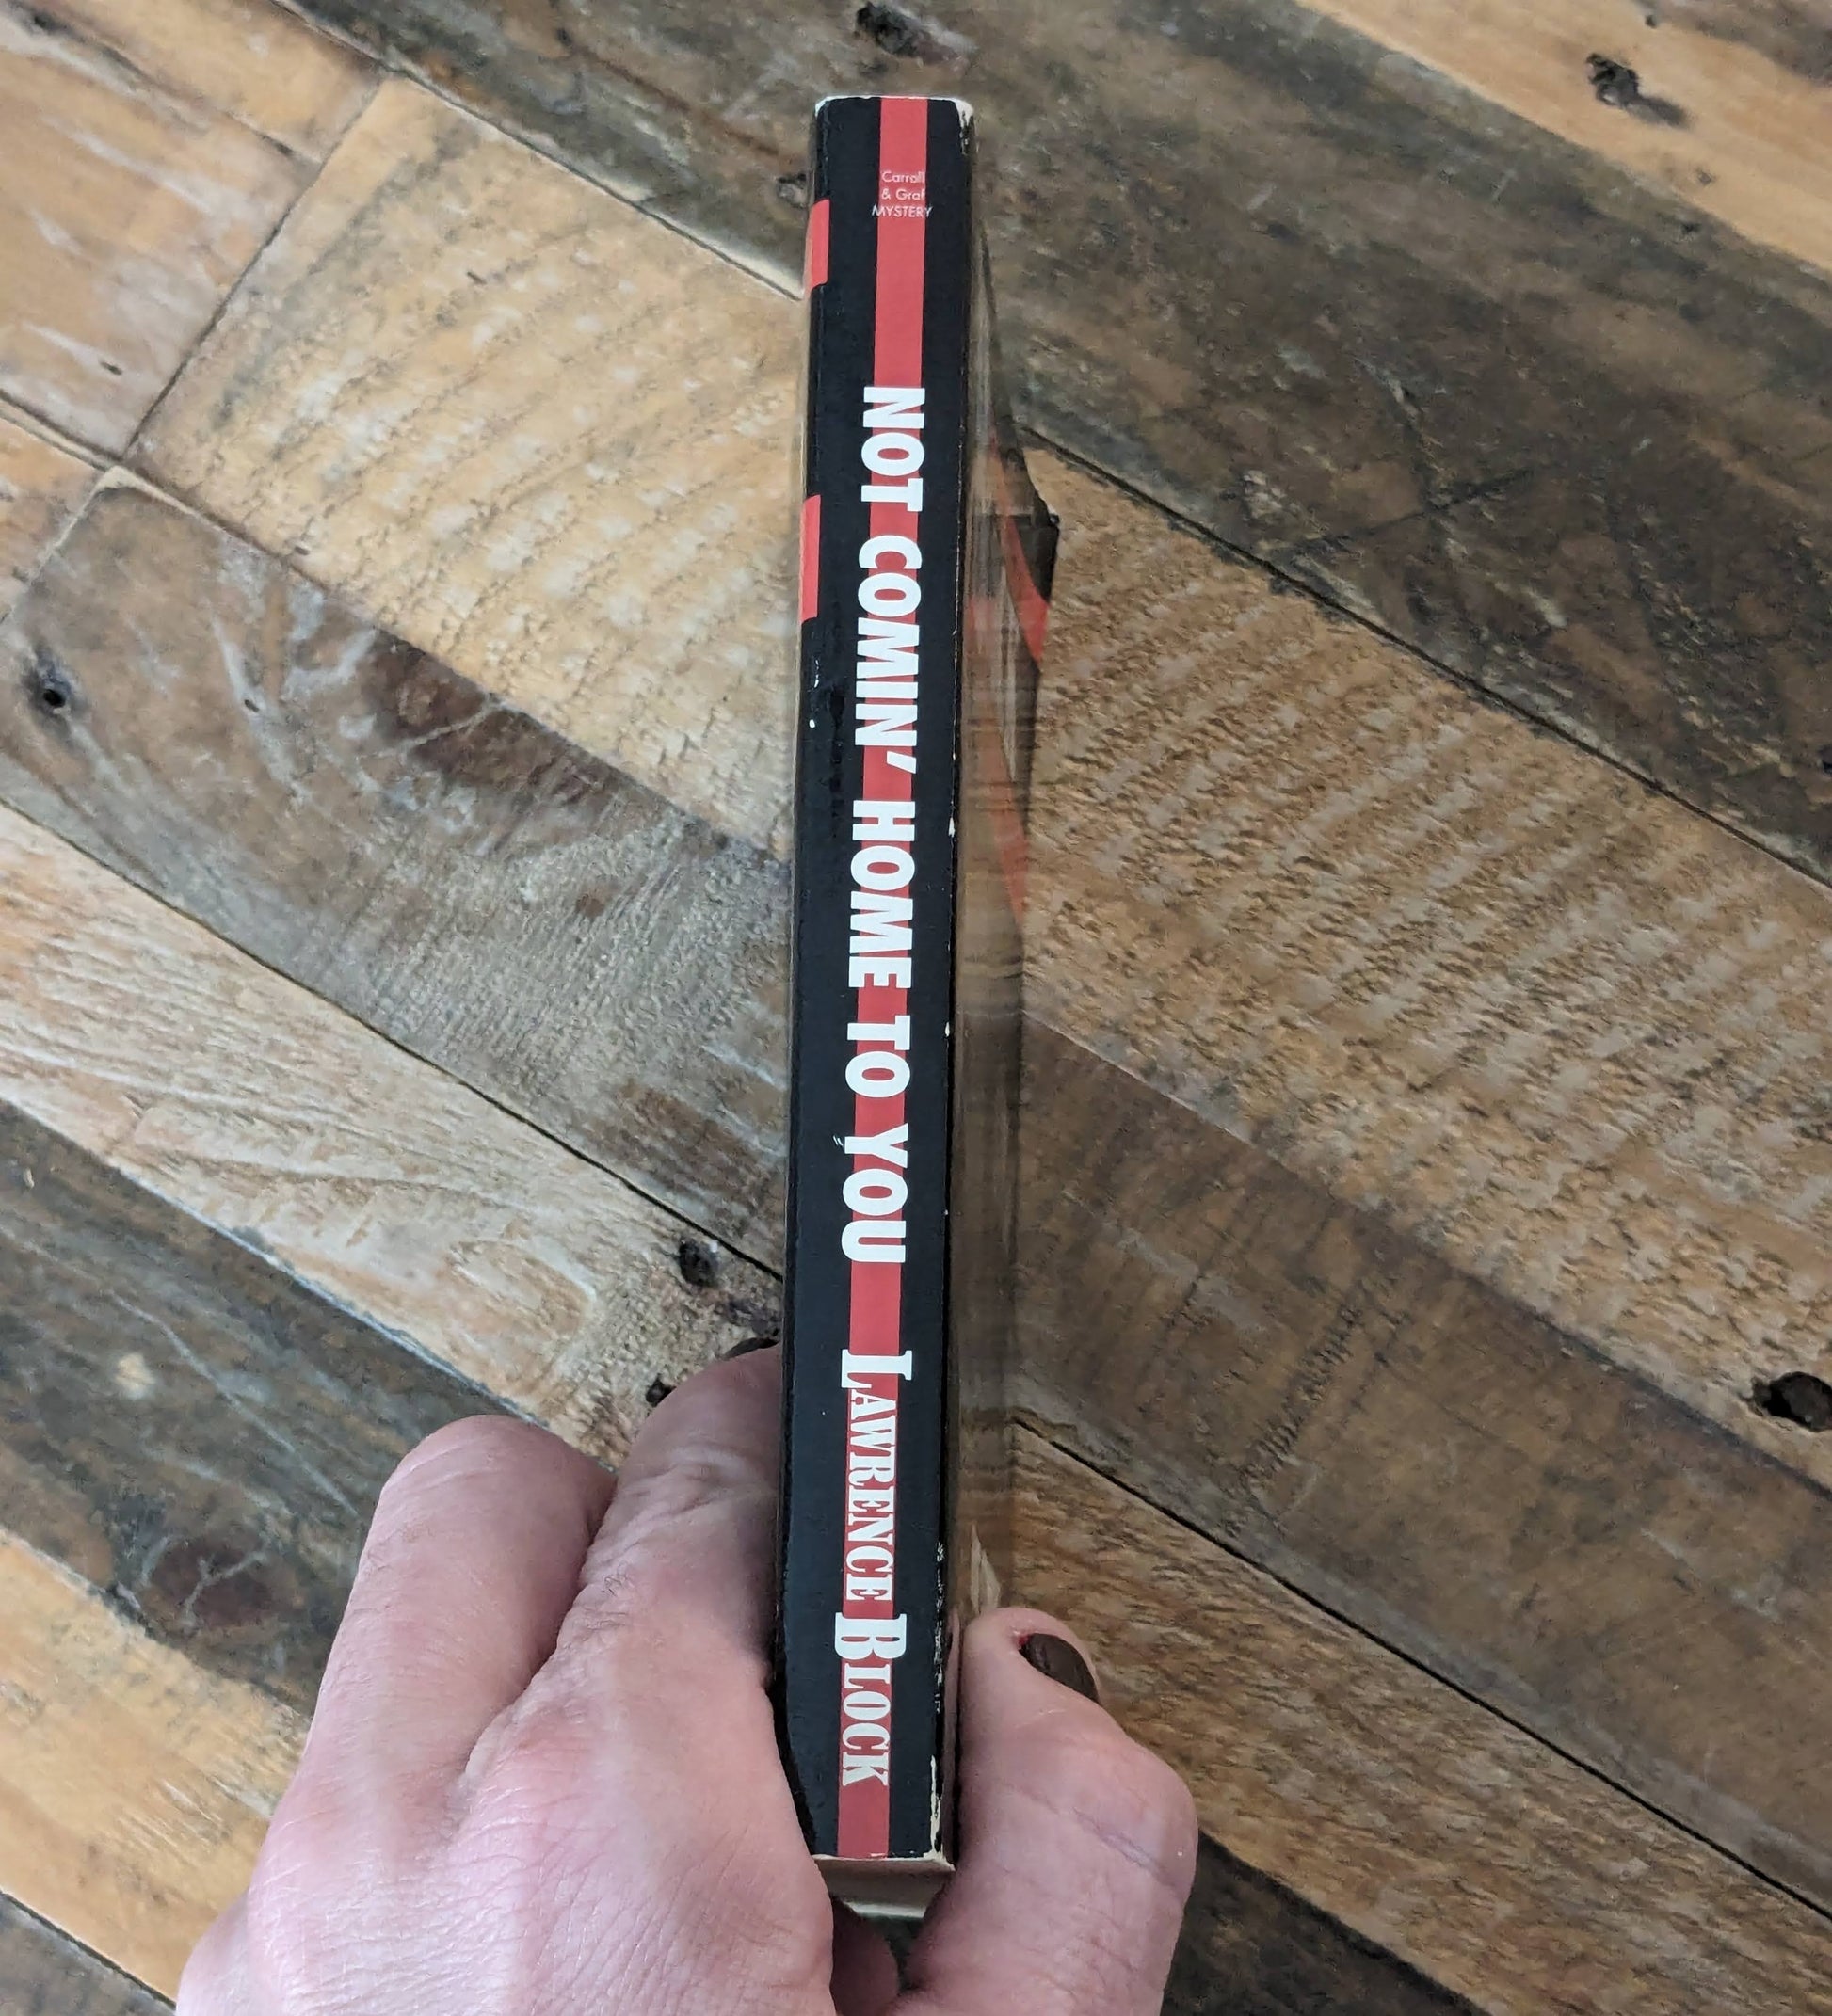 Carroll
& Graf
MYSTERY
NOT COMIN' HOME TO YOU LAWRENCE BLOCK